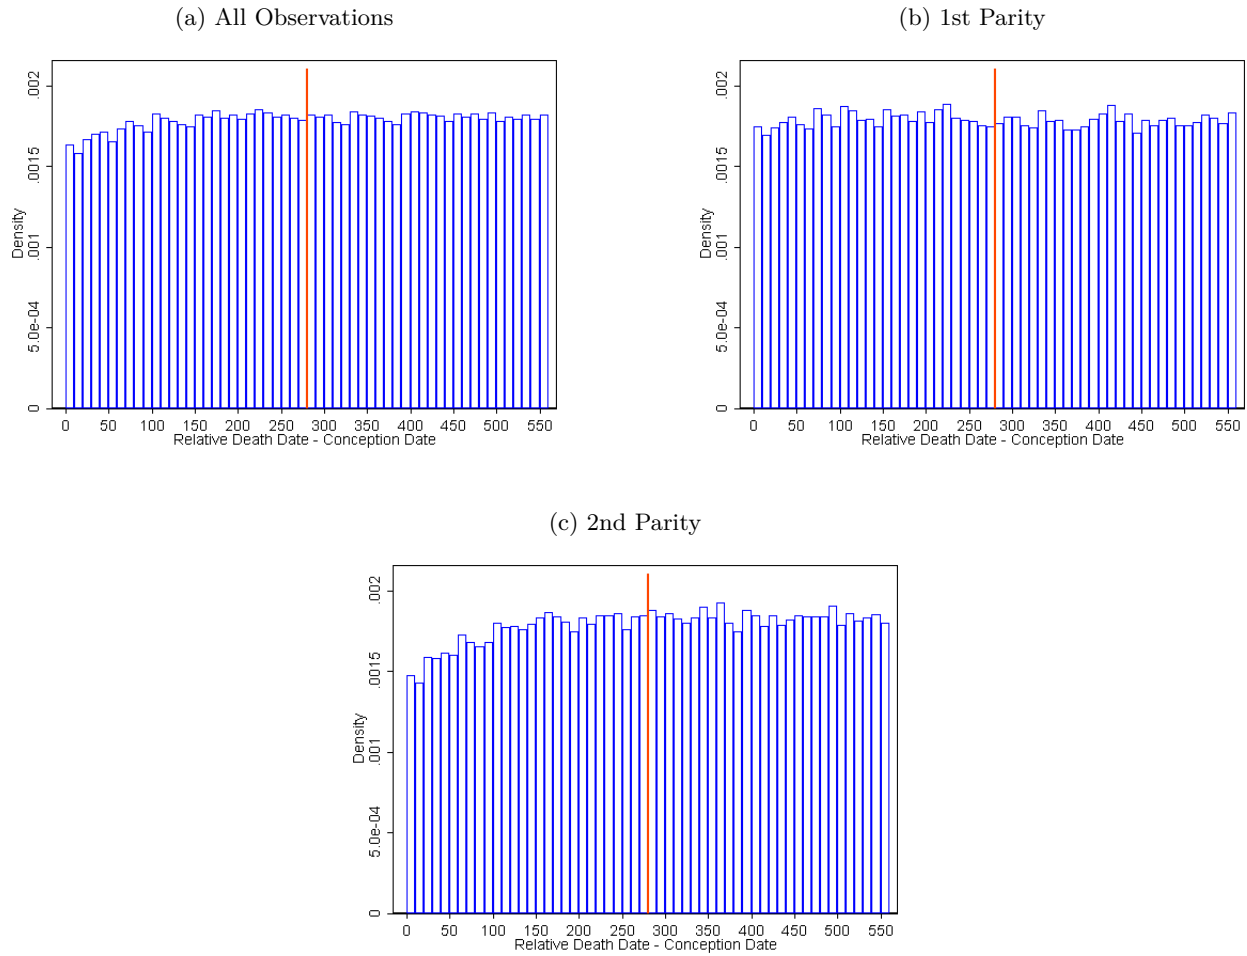 (a) All Observations
.002
.0015
.001
5.0e-04
0
Density
0 50 100 150 200 250 300 350 400 450 500 550
Relative Death Date - Conception Date
(b) 1st Parity
.002
.0015
.001
5.0e-04
0
Density
0 50 100 150 200 250 300 350 400 450 500 550
Relative Death Date - Conception Date
(c) 2nd Parity
.002
.0015
.001
5.0e-04
0
Density
0 50 100 150 200 250 300 350 400 450 500 550
Relative Death Date - Conception Date